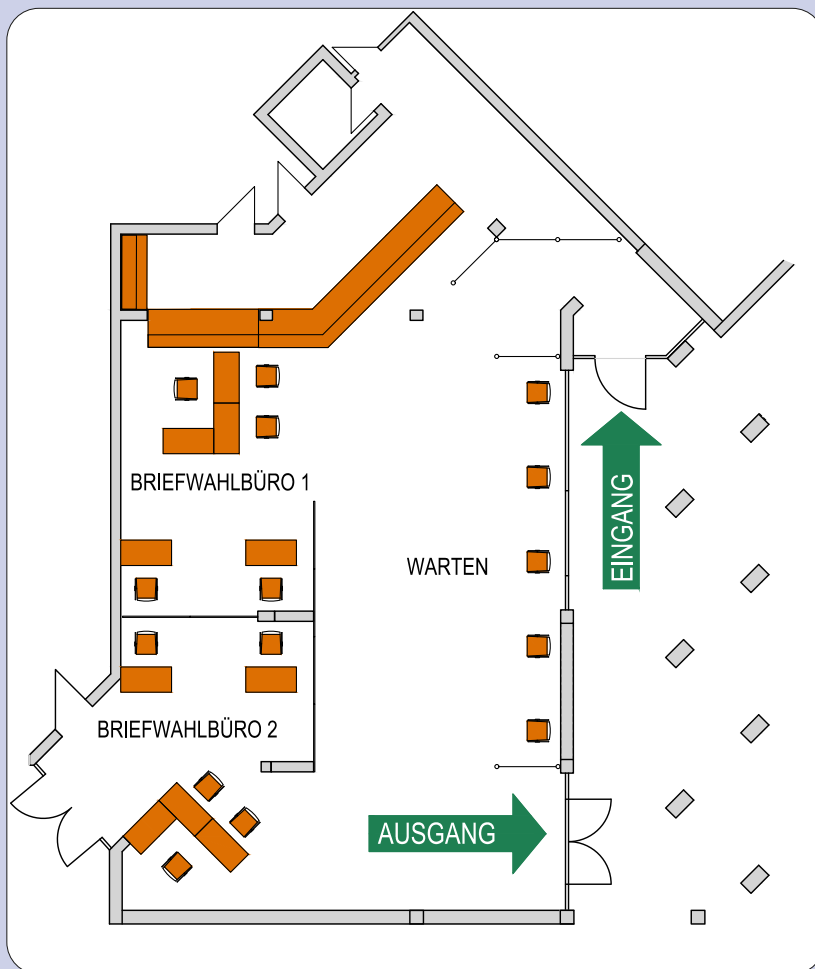 BRIEFWAHLBÜRO 1
EINGANG
WARTEN
BRIEFWAHLBÜRO 2
AUSGANG